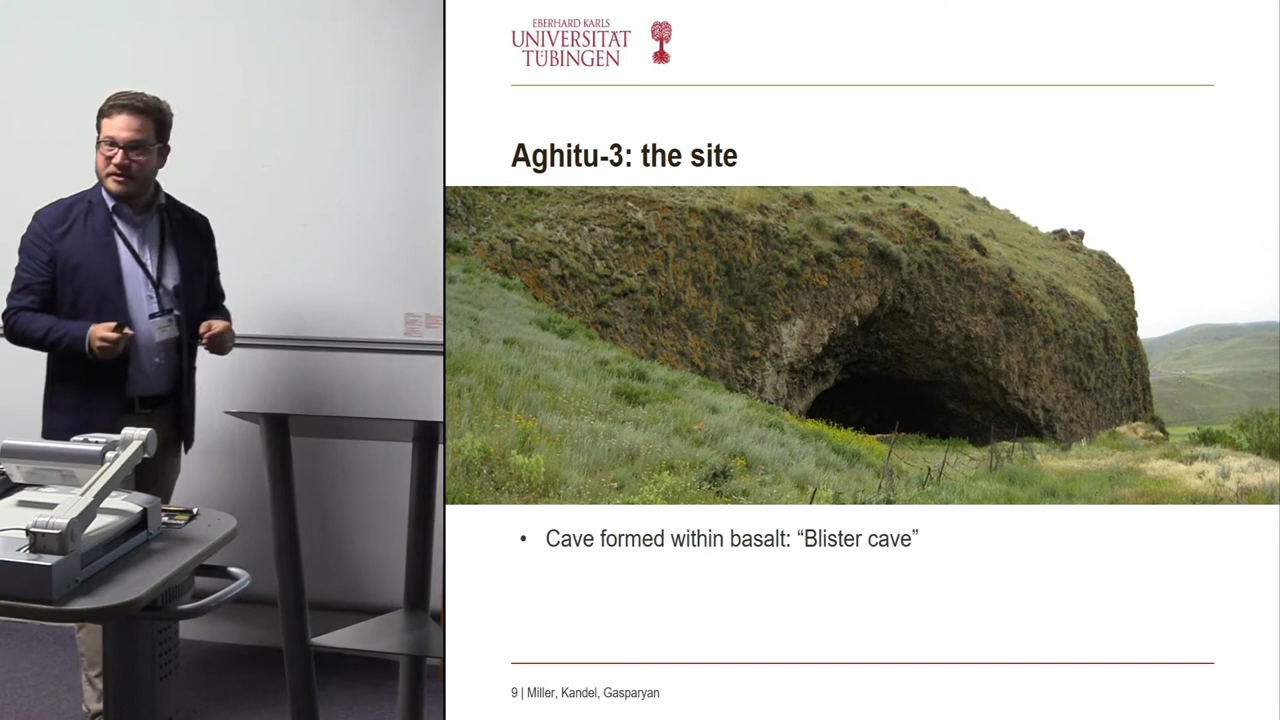 EBERHARD KARLS
UNIVERSITÄT
TÜBINGEN
Aghitu-3: the site
• Cave formed within basalt: “Blister cave”
9 | Miller, Kandel, Gasparyan